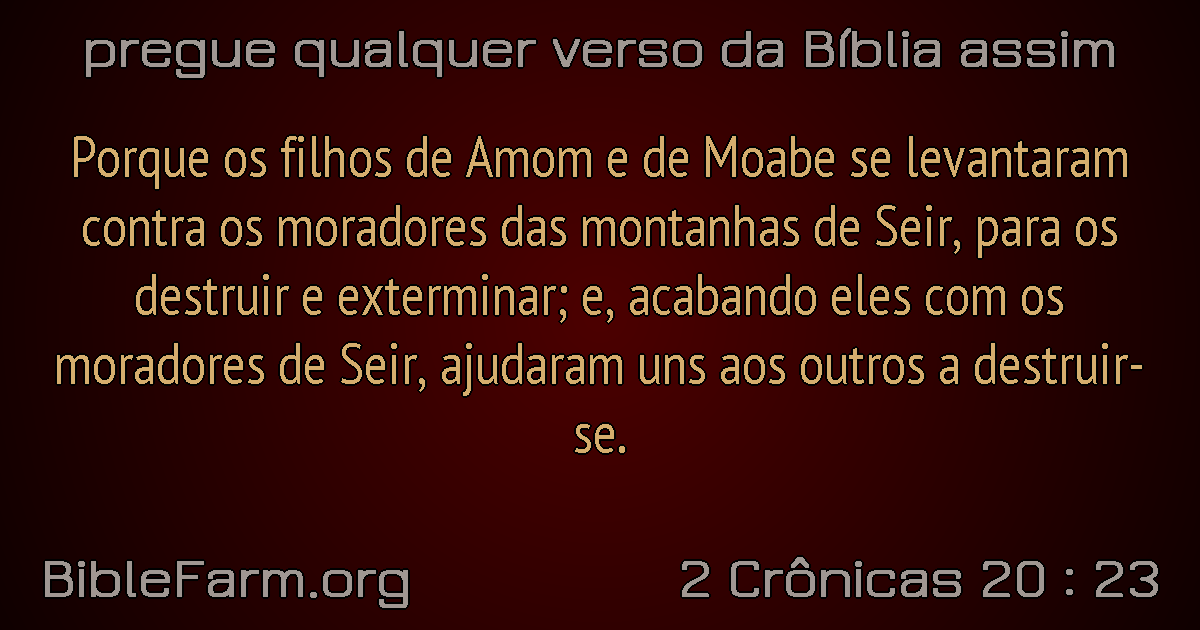 pregue qualquer verso da Bíblia assim
Porque os filhos de Amom e de Moabe se levantaram
contra os moradores das montanhas de Seir, para os
destruir e exterminar; e, acabando eles com os
moradores de Seir, ajudaram uns aos outros a destruir-
se.
BibleFarm.org
2 Crônicas 20 : 23